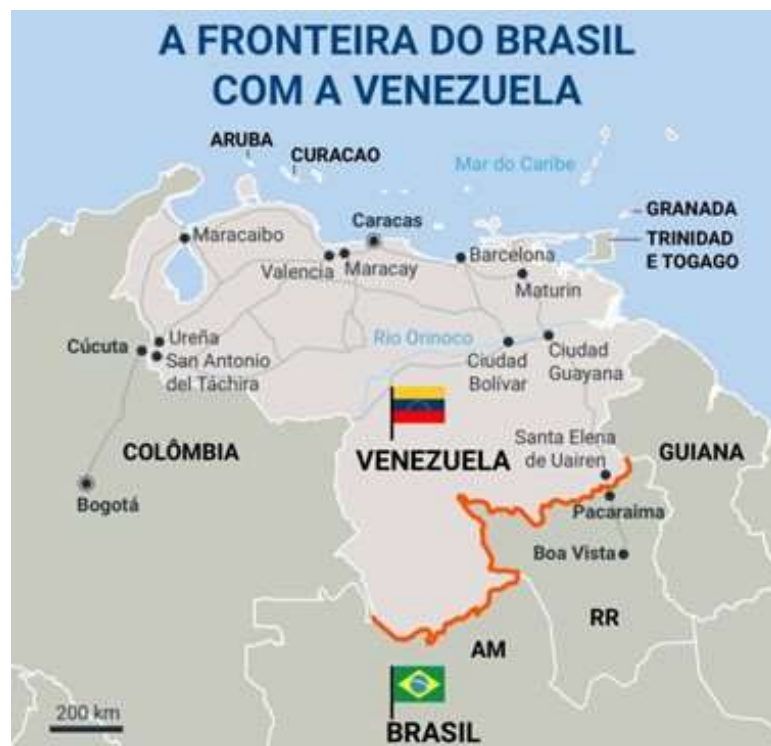 A FRONTEIRA DO BRASIL
COM A VENEZUELA
ARUBA
CURACAO
Mar do Caribe
GRANADA
TRINIDAD
E TOGAGO
Caracas
Maracaibo
Valencia
Maracay
Barcelona
Maturin
Rio Orinoco
Ureña
Cúcuta
San Antonio
del Táchira
Ciudad
Bolívar
Ciudad
Guayana
COLÔMBIA
VENEZUELA
Santa Elena
de Uairen
GUIANA
Bogotá
Pacaraima
Boa Vista
RR
AM
200 km
BRASIL